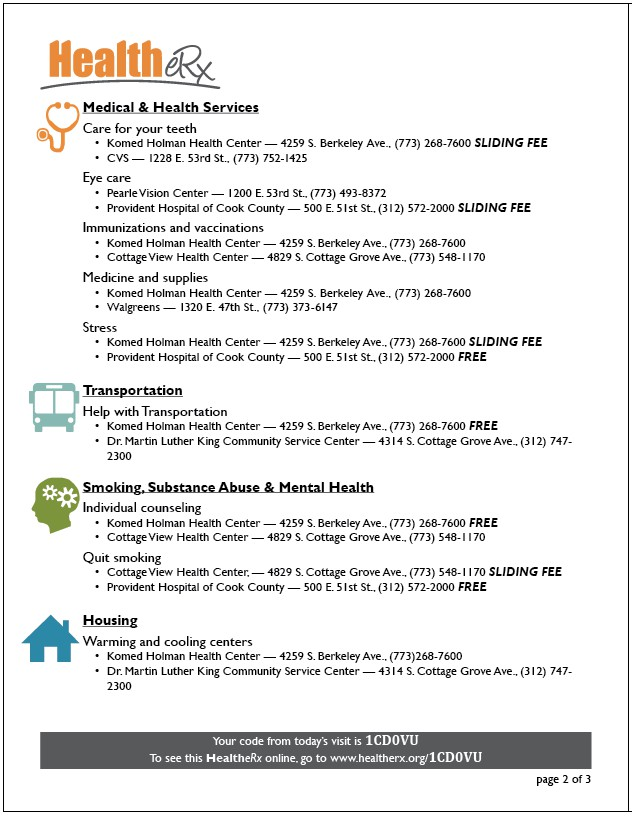 HealtheRx
Medical & Health Services
Care for your teeth
• Komed Holman Health Center — 4259 S. Berkeley Ave., (773) 268-7600 SLIDING FEE
• CVS — 1228 E. 53rd St., (773) 752-1425
Eye care
• Pearle Vision Center — 1200 E. 53rd St., (773) 493-8372
• Provident Hospital of Cook County — 500 E. 51st St., (312) 572-2000 SLIDING FEE
Immunizations and vaccinations
• Komed Holman Health Center — 4259 S. Berkeley Ave., (773) 268-7600
• Cottage View Health Center — 4829 S. Cottage Grove Ave., (773) 548-1170
Medicine and supplies
• Komed Holman Health Center — 4259 S. Berkeley Ave., (773) 268-7600
• Walgreens — 1320 E. 47th St., (773) 373-6147
Stress
• Komed Holman Health Center — 4259 S. Berkeley Ave., (773) 268-7600 SLIDING FEE
• Provident Hospital of Cook County — 500 E. 51st St., (312) 572-2000 FREE
Transportation
Help with Transportation
• Komed Holman Health Center — 4259 S. Berkeley Ave., (773) 268-7600 FREE
• Dr. Martin Luther King Community Service Center — 4314 S. Cottage Grove Ave., (312) 747-
2300
Smoking, Substance Abuse & Mental Health
Individual counseling
• Komed Holman Health Center — 4259 S. Berkeley Ave., (773) 268-7600 FREE
• Cottage View Health Center — 4829 S. Cottage Grove Ave., (773) 548-1170
Quit smoking
• Cottage View Health Center, — 4829 S. Cottage Grove Ave., (773) 548-1170 SLIDING FEE
• Provident Hospital of Cook County — 500 E. 51st St., (312) 572-2000 FREE
Housing
Warming and cooling centers
• Komed Holman Health Center — 4259 S. Berkeley Ave., (773)268-7600
• Dr. Martin Luther King Community Service Center — 4314 S. Cottage Grove Ave., (312) 747-
2300
Your code from today's visit is 1CD0VU
To see this HealtheRx online, go to www.healtherx.org/1CD0VU
page 2 of 3